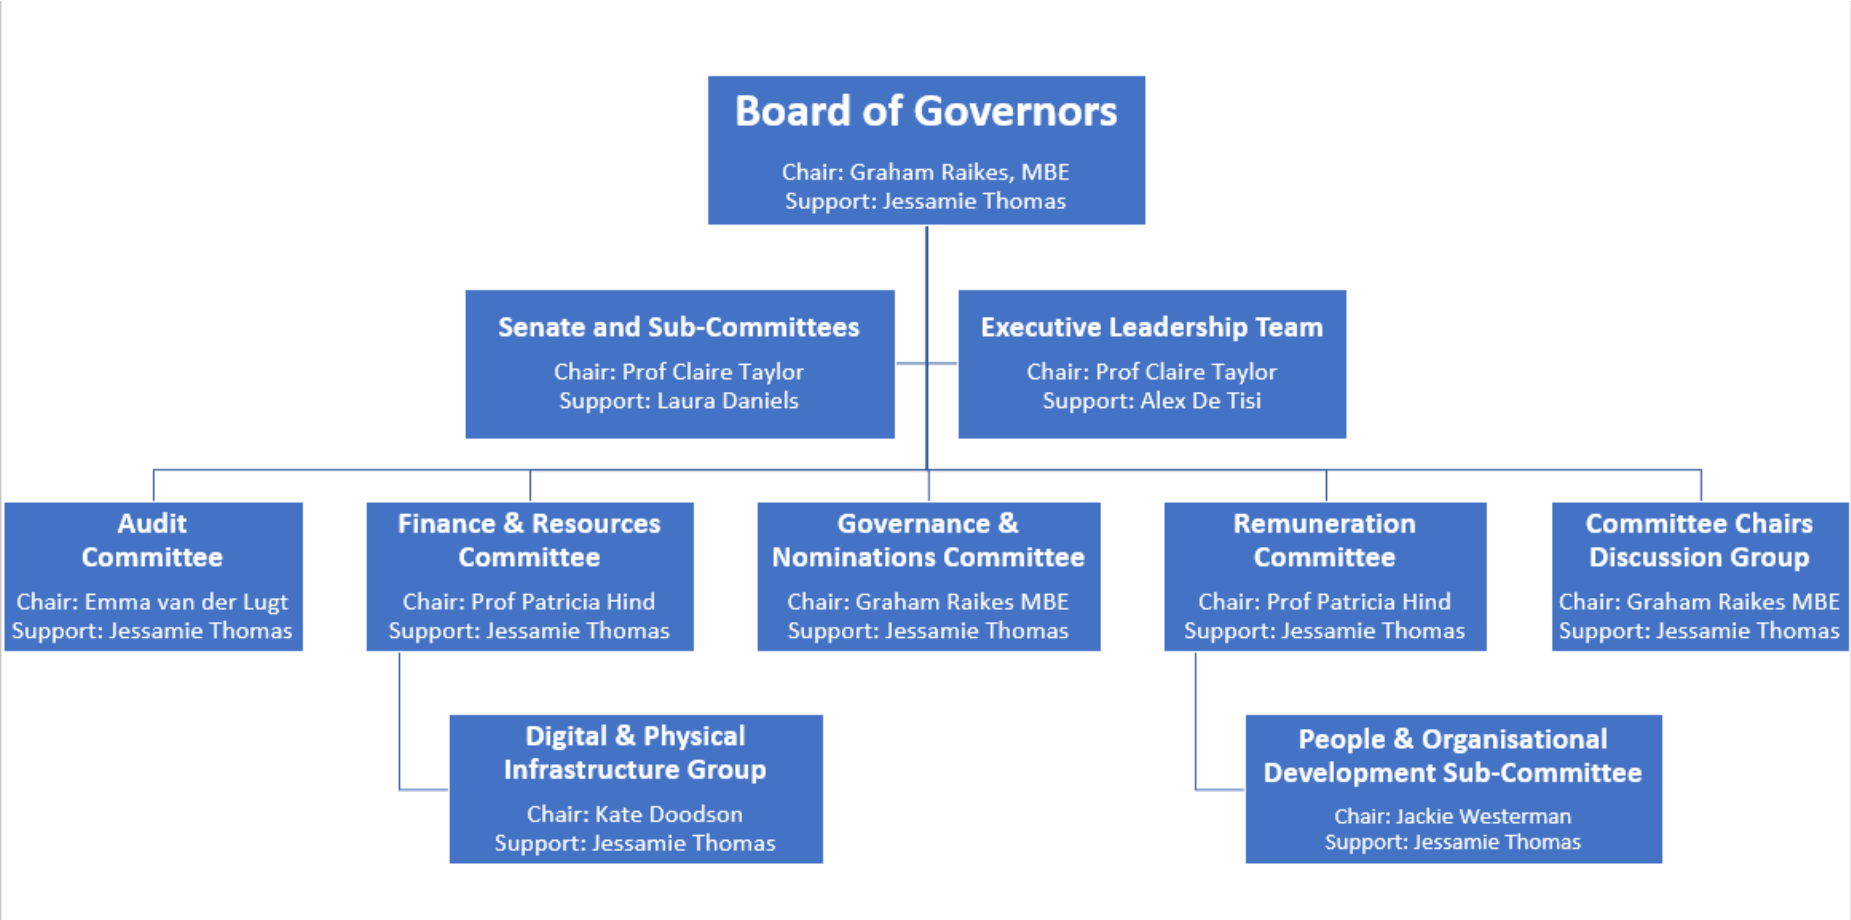 Board of Governors
Chair: Graham Raikes, MBE
Support: Jessamie Thomas
Senate and Sub-Committees
Chair: Prof Claire Taylor
Support: Laura Daniels
Executive Leadership Team
Chair: Prof Claire Taylor
Support: Alex De Tisi
Audit
Committee
Chair: Emma van der Lugt
Support: Jessamie Thomas
Finance & Resources
Committee
Chair: Prof Patricia Hind
Support: Jessamie Thomas
Governance &
Nominations Committee
Chair: Graham Raikes MBE
Support: Jessamie Thomas
Remuneration
Committee
Chair: Prof Patricia Hind
Support: Jessamie Thomas
Committee Chairs
Discussion Group
Chair: Graham Raikes MBE
Support: Jessamie Thomas
Digital & Physical
Infrastructure Group
Chair: Kate Doodson
Support: Jessamie Thomas
People & Organisational
Development Sub-Committee
Chair: Jackie Westerman
Support: Jessamie Thomas